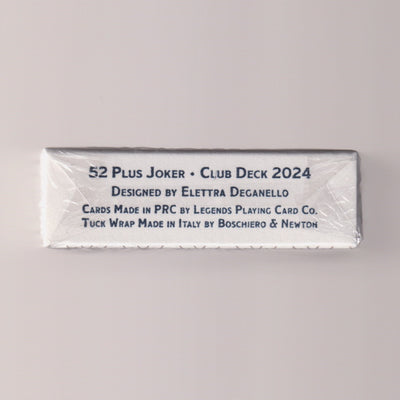 52 Plus Joker • Club Deck 2024
Designed by Elettra Deganello
Cards Made in PRC by Legends Playing Card Co.
Tuck Wrap Made in Italy by Boschiero & Newton